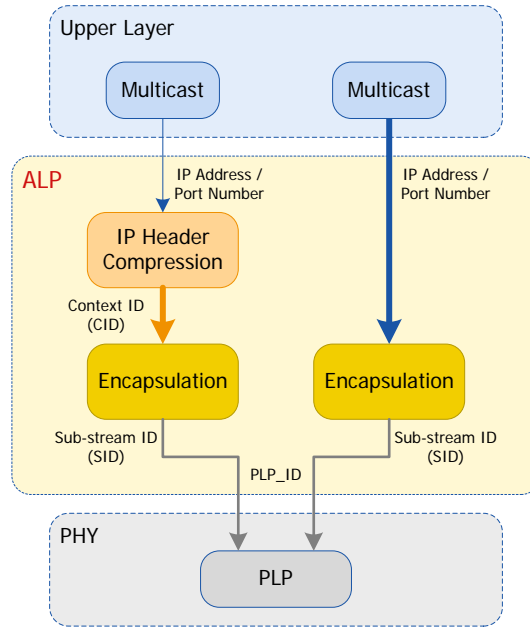 Upper Layer
Multicast
Multicast
IP Address /
Port Number
IP Address /
Port Number
ALP
IP Header
Compression
Context ID
(CID)
Encapsulation
Encapsulation
Sub-stream ID
(SID)
Sub-stream ID
(SID)
PLP_ID
PHY
PLP